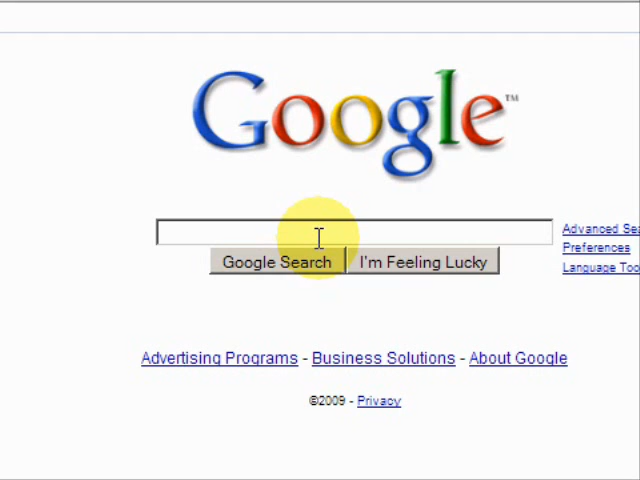 Google™
Advanced Sea
Google Search I'm Feeling Lucky
Preferences
Language Too
Advertising Programs - Business Solutions - About Google
©2009 - Privacy